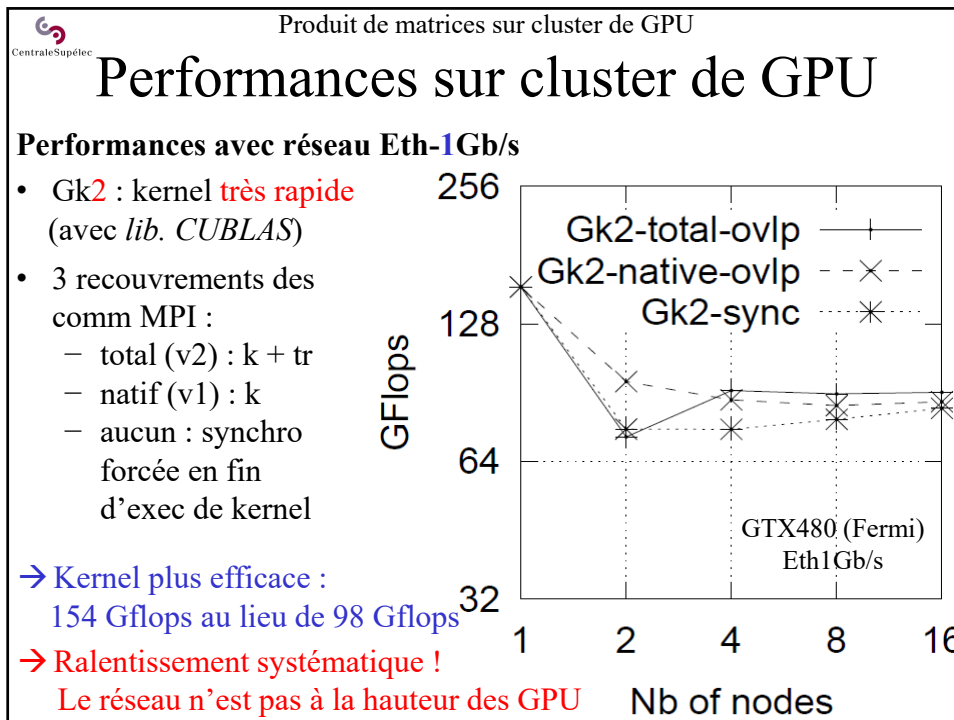 CentraleSupélec
Produit de matrices sur cluster de GPU
Performances sur cluster de GPU
Performances avec réseau Eth-1Gb/s
• Gk2 : kernel très rapide
(avec lib. CUBLAS)
• 3 recouvrements des
comm MPI :
− total (v2) : k + tr
− natif (v1) : k
− aucun : synchro
forcée en fin
d’exec de kernel
→ Kernel plus efficace :
154 Gflops au lieu de 98 Gflops
→ Ralentissement systématique !
Le réseau n’est pas à la hauteur des GPU
256
128
64
32
GFlops
Gk2-total-ovlp
Gk2-native-ovlp
Gk2-sync
GTX480 (Fermi)
Eth1Gb/s
1 2 4 8 16
Nb of nodes